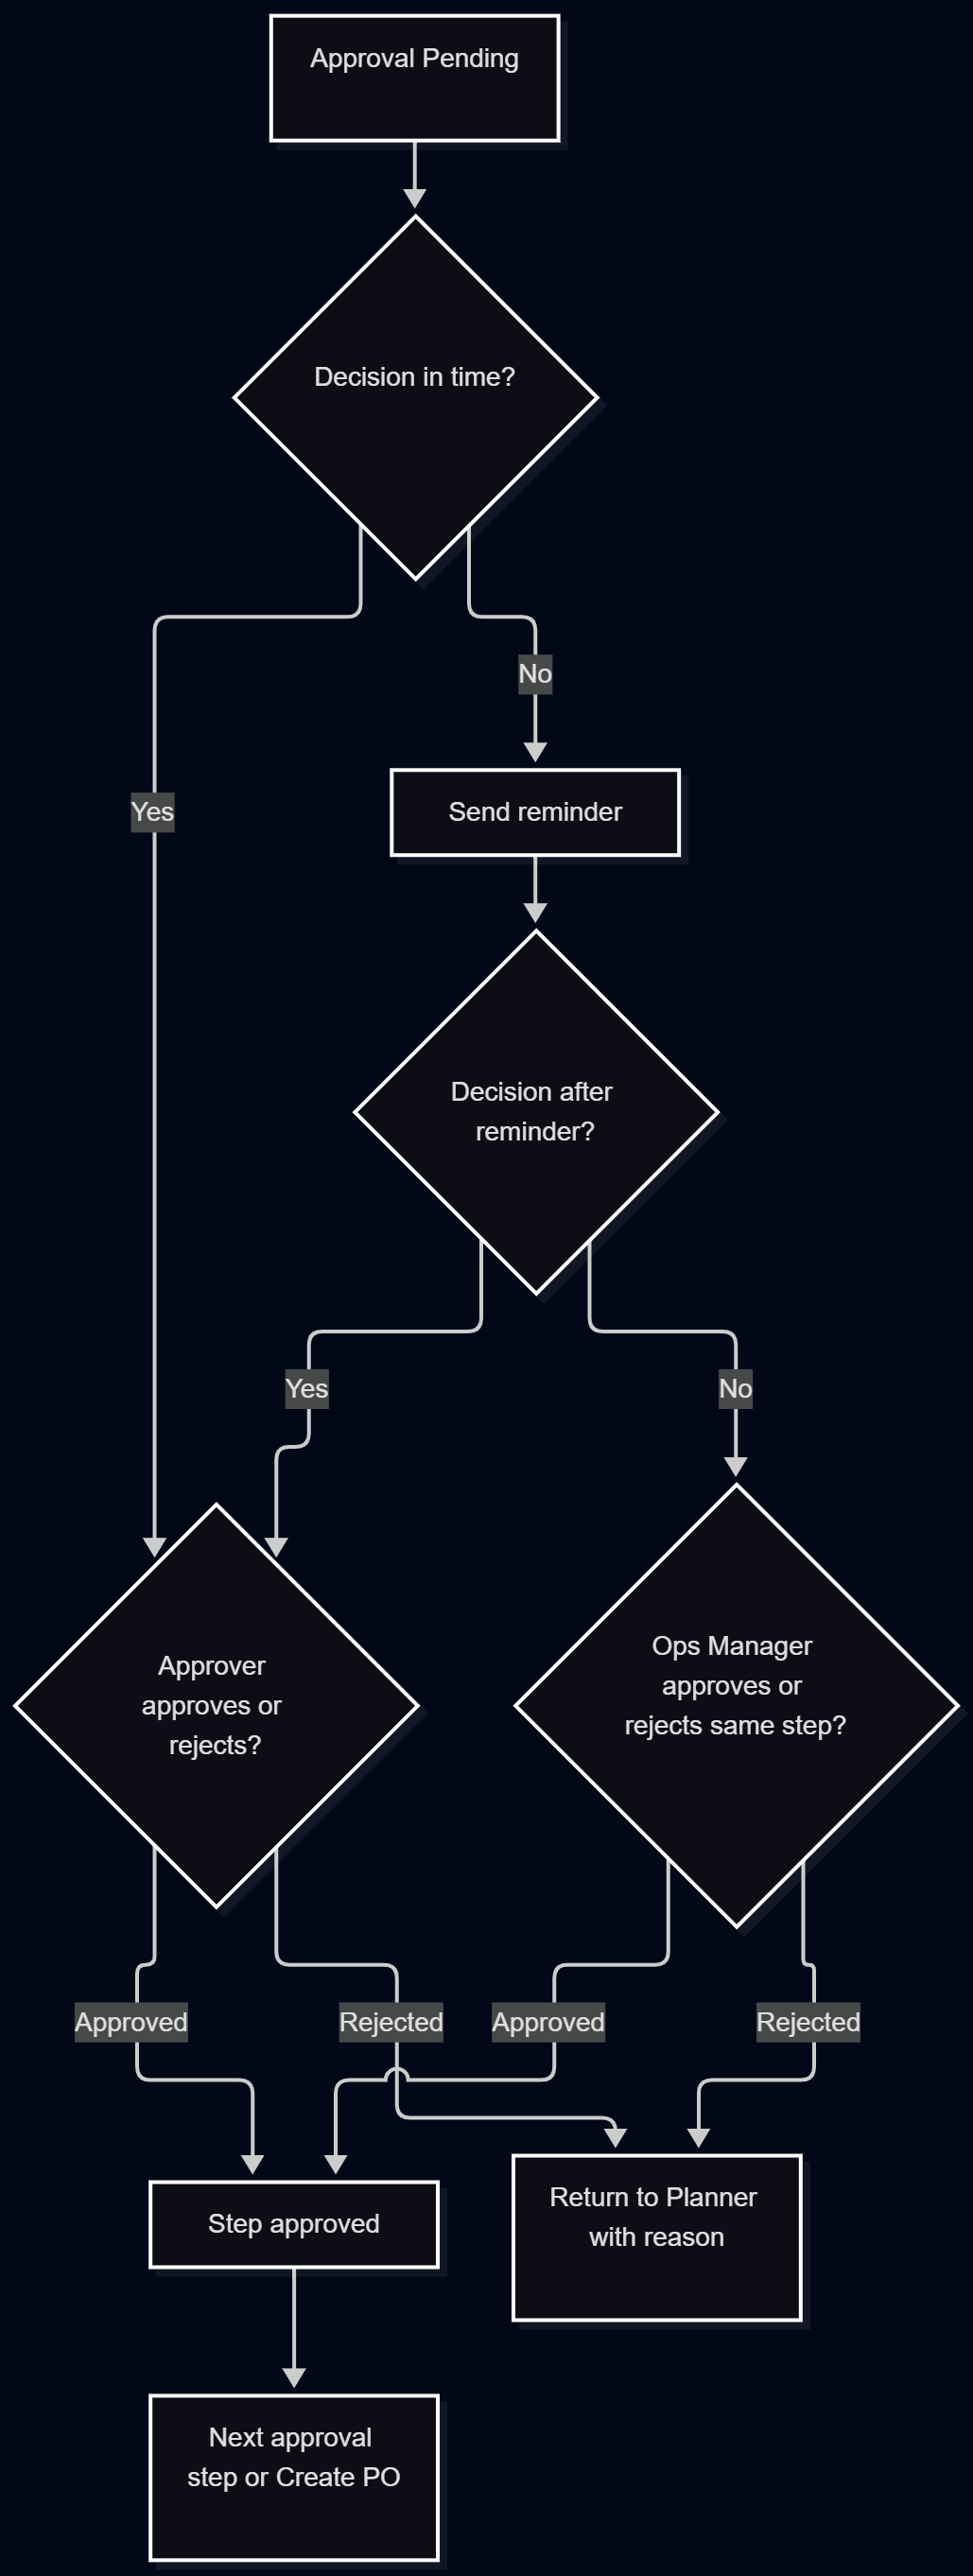 Approval Pending
Decision in time?
No
Yes
Send reminder
Decision after
reminder?
Yes
No
Approver
approves or
rejects?
Ops Manager
approves or
rejects same step?
Approved
Rejected
Approved
Rejected
Step approved
Return to Planner
with reason
Next approval
step or Create PO